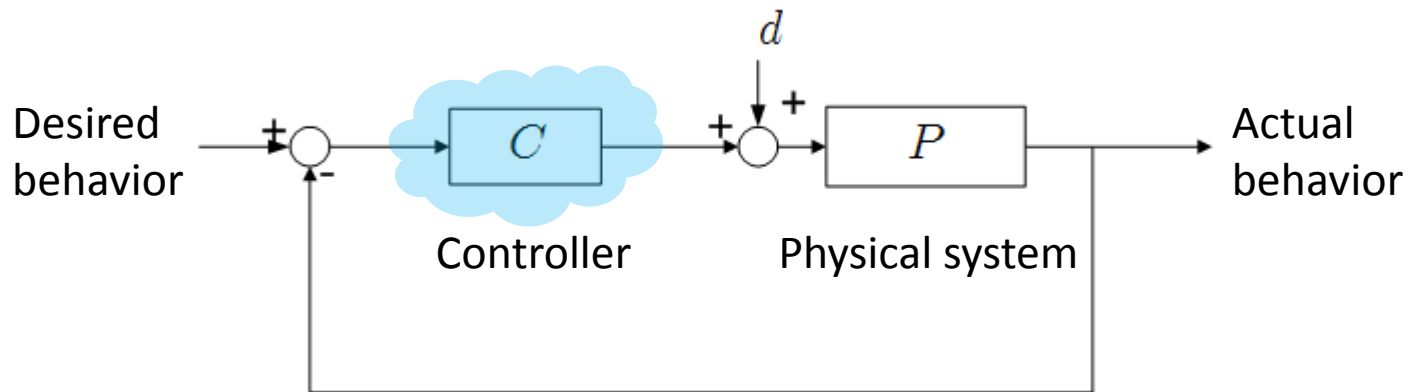 d
Desired
behavior
+
-
C
+
+
P
Actual
behavior
Controller
Physical system